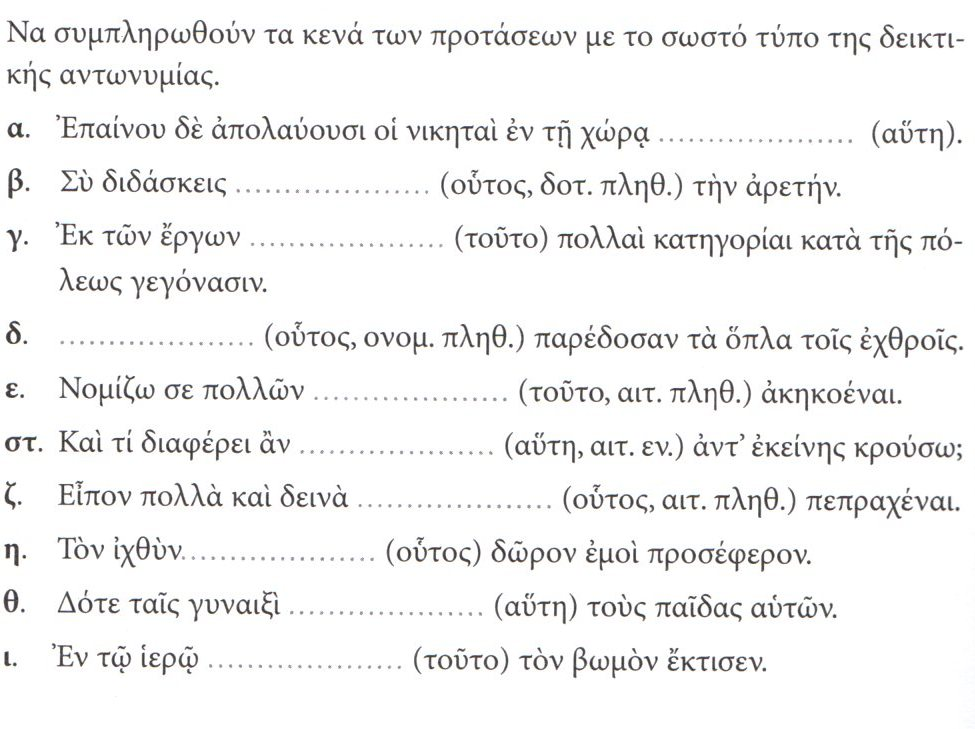 Να συμπληρωθούν τα κενά των προτάσεων με το σωστό τύπο της δεικτι-
κής αντωνυμίας.
α. Ἐπαίνου δὲ ἀπολαύουσι οἱ νικηταὶ ἐν τῇ χώρᾳ .................... (αὕτη).
β. Σὺ διδάσκεις .................... (οὗτος, δοτ. πληθ.) τὴν ἀρετήν.
γ. Ἐκ τῶν ἔργων .................... (τοῦτο) πολλαὶ κατηγορίαι κατὰ τῆς πό-
λεως γεγόνασιν.
δ. .................... (οὗτος, ονομ. πληθ.) παρέδοσαν τὰ ὅπλα τοῖς ἐχθροῖς.
ε. Νομίζω σε πολλῶν .................... (τοῦτο, αιτ. πληθ.) ἀκηκοέναι.
στ. Καὶ τί διαφέρει ἂν .................... (αὕτη, αιτ. εν.) ἀντ’ ἐκείνης κρούσω;
ζ. Εἶπον πολλὰ καὶ δεινὰ .................... (οὗτος, αιτ. πληθ.) πεπραχέναι.
η. Τὸν ἰχθὺν.................... (οὗτος) δῶρον ἐμοὶ προσέφερον.
θ. Δότε ταῖς γυναιξὶ .................... (αὕτη) τοὺς παῖδας αὐτῶν.
ι. Ἐν τῷ ἱερῷ .................... (τοῦτο) τὸν βωμὸν ἔκτισεν.